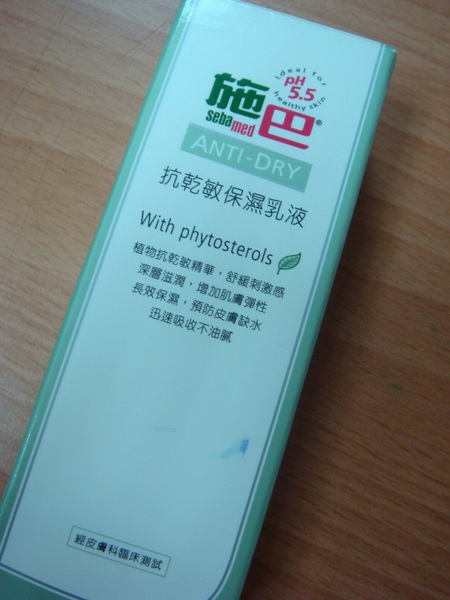 ideal for
pH
5.5
healthy skin
施巴®
sebamed
ANTI-DRY
抗乾敏保濕乳液
With phytosterols
植物抗乾敏精華，舒緩刺激感
深層滋潤，增加肌膚彈性
長效保濕，預防皮膚缺水
迅速吸收不油膩
經皮膚科臨床測試